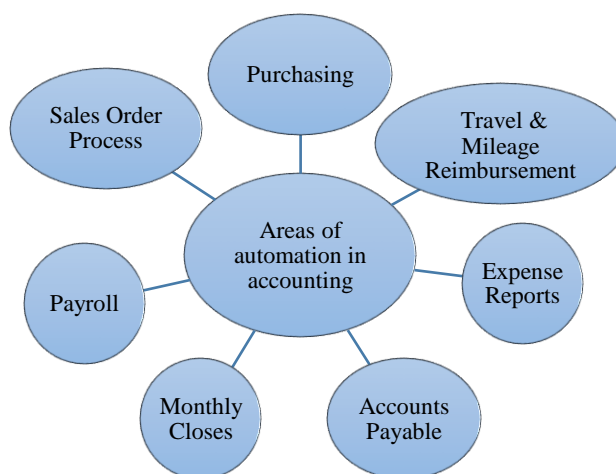 Purchasing
Sales Order
Process
Travel &
Mileage
Reimbursement
Areas of
automation in
accounting
Expense
Reports
Payroll
Monthly
Closes
Accounts
Payable